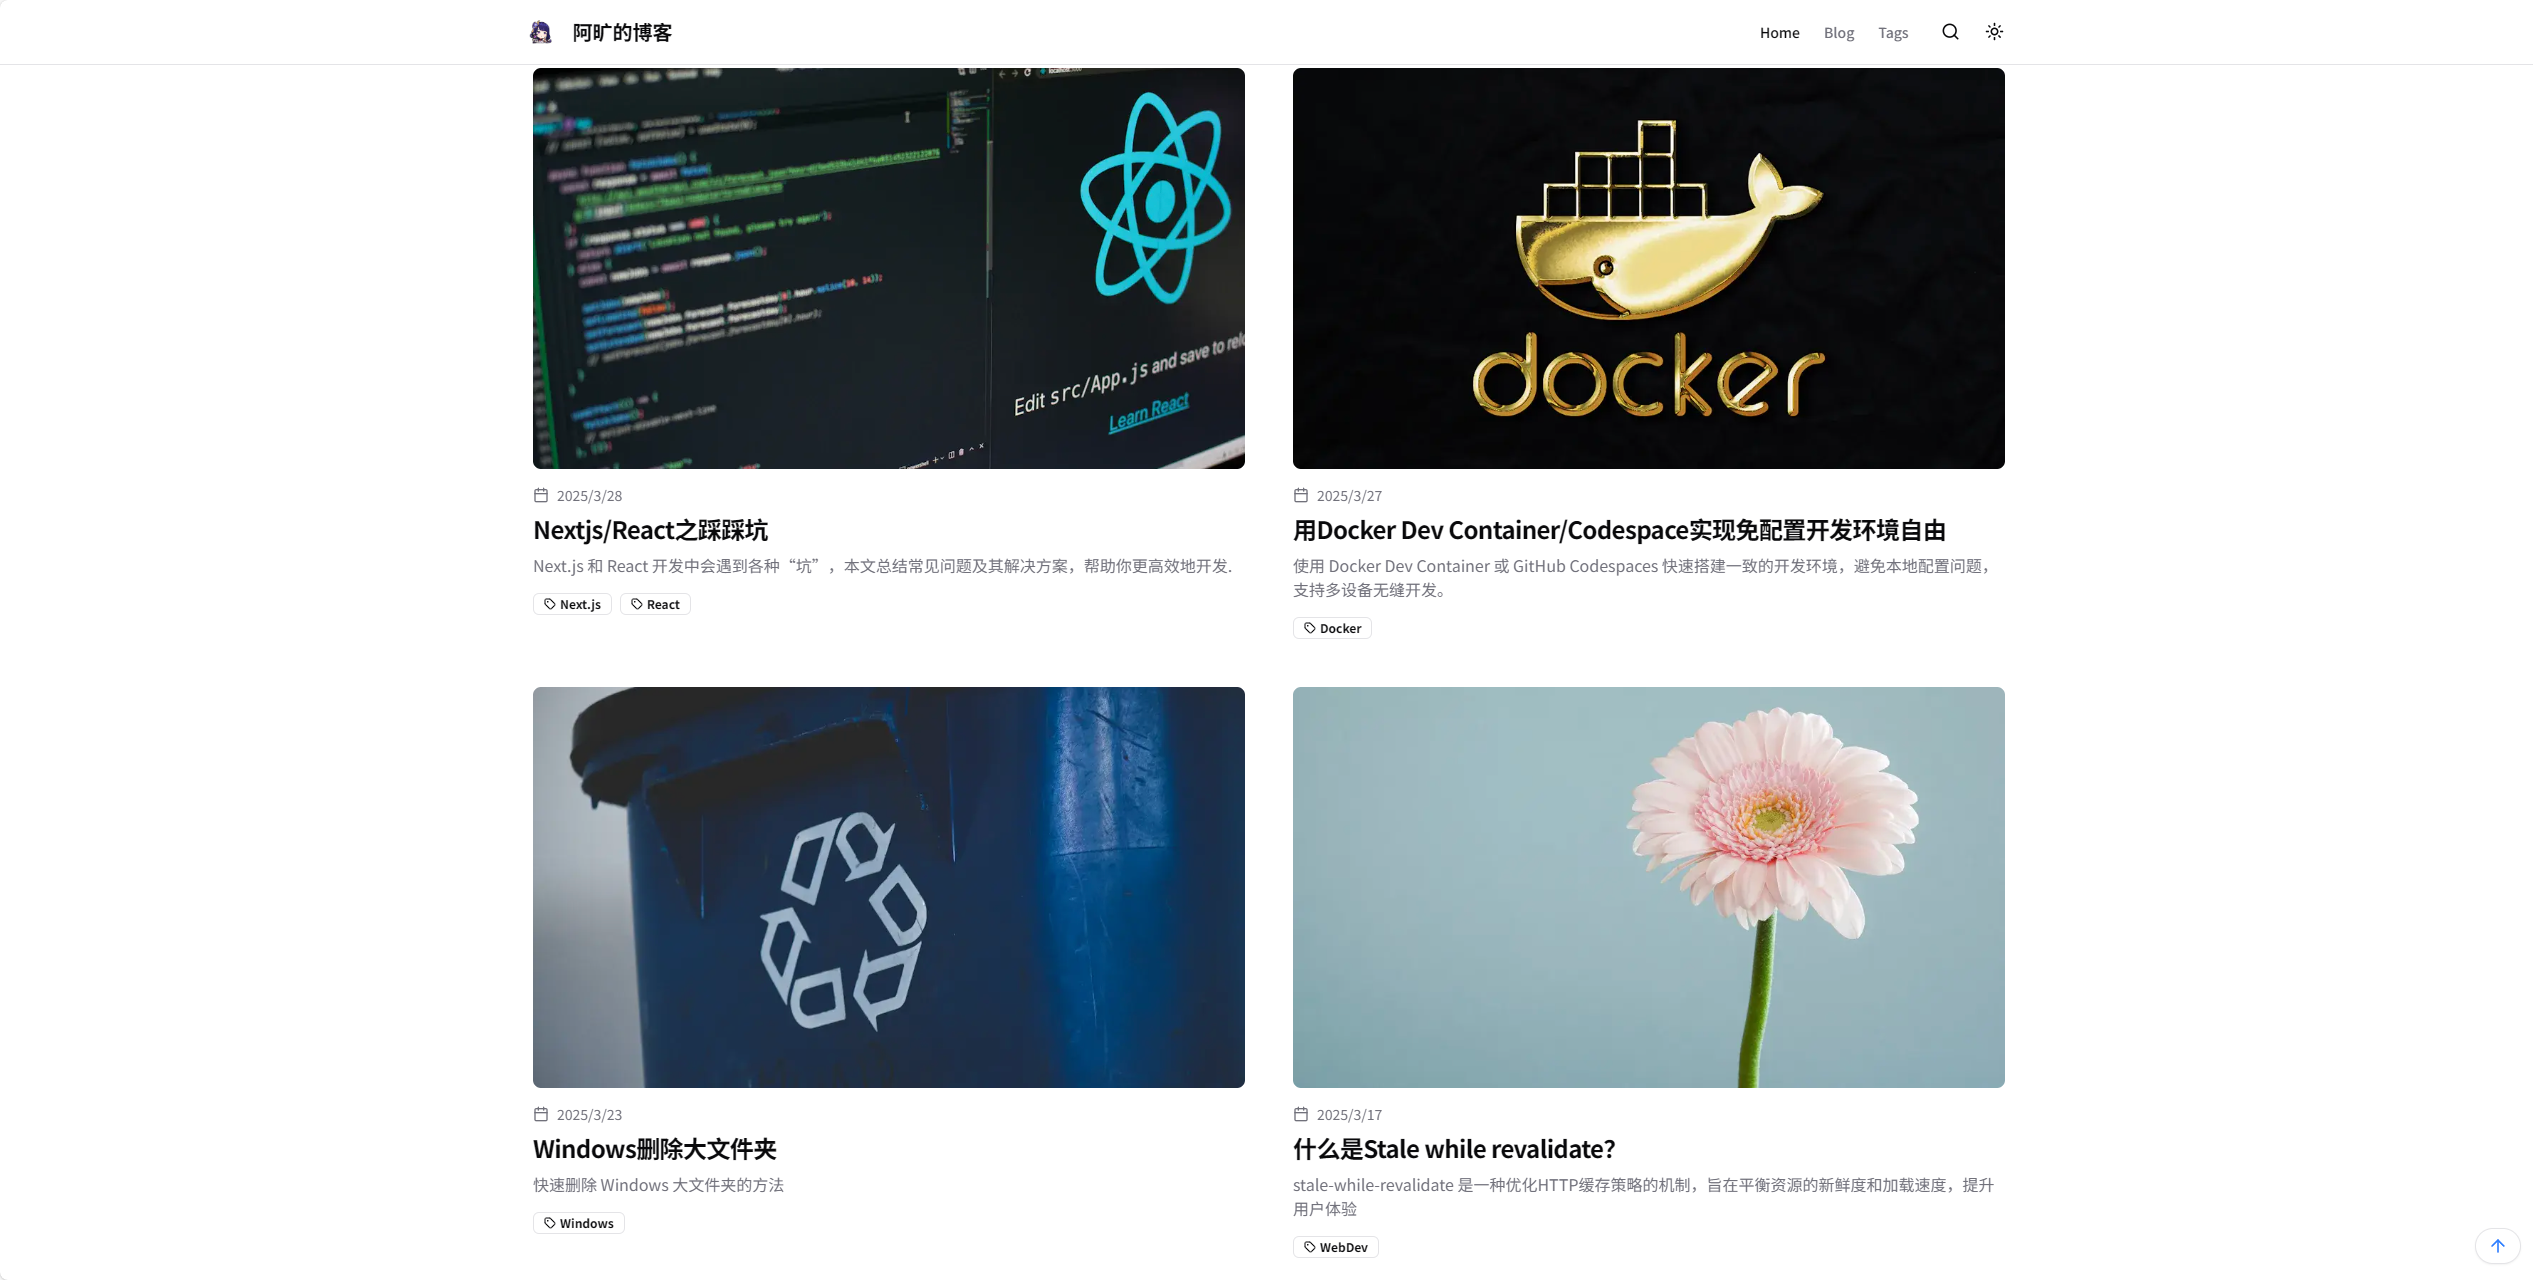 阿旷的博客
Home
Blog
Tags
Edit src/App.js and save to relo
Learn React
docker
2025/3/28
Nextjs/React之踩踩坑
Next.js 和 React 开发中会遇到各种“坑”，本文总结常见问题及其解决方案，帮助你更高效地开发.
Next.js
React
2025/3/27
用Docker Dev Container/Codespace实现免配置开发环境自由
使用 Docker Dev Container 或 GitHub Codespaces 快速搭建一致的开发环境，避免本地配置问题，
支持多设备无缝开发。
Docker
2025/3/23
Windows删除大文件夹
快速删除 Windows 大文件夹的方法
Windows
2025/3/17
什么是Stale while revalidate?
stale-while-revalidate 是一种优化HTTP缓存策略的机制，旨在平衡资源的新鲜度和加载速度，提升
用户体验
WebDev